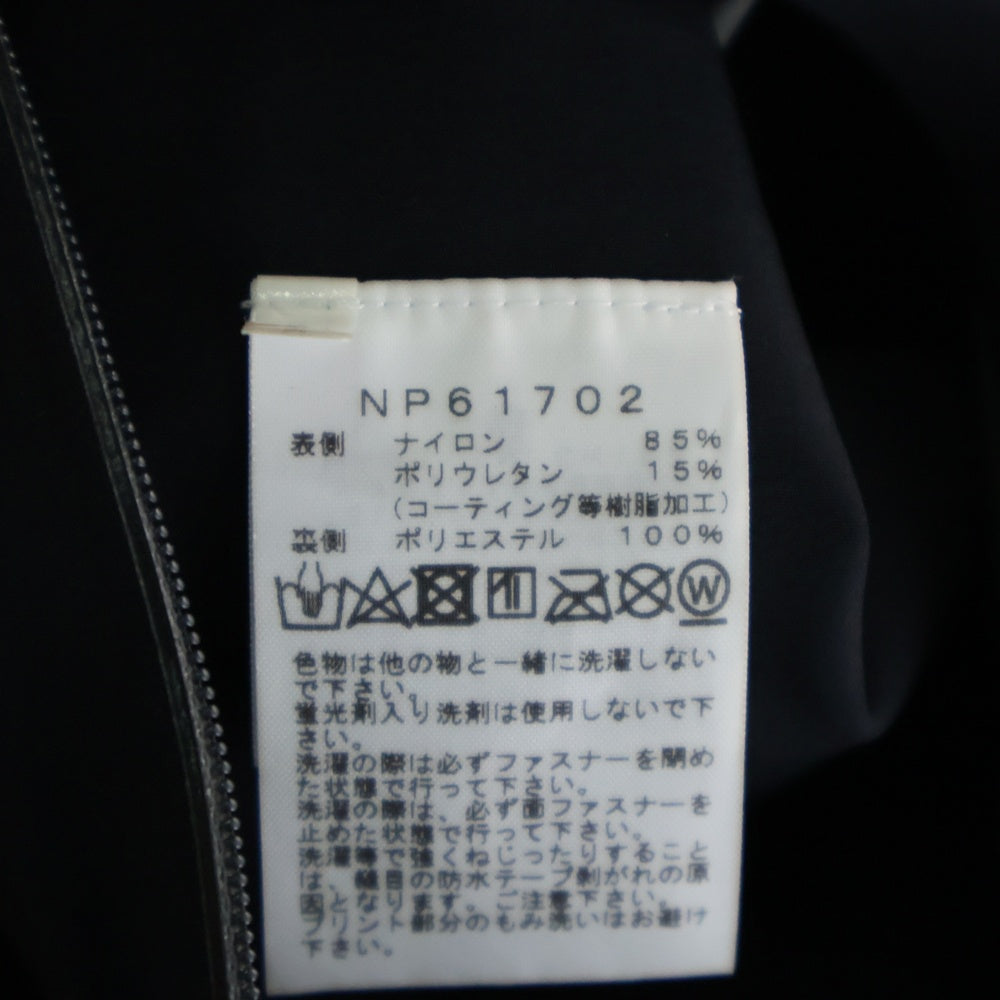 NP61702
表側 ナイロン 85%
ポリウレタン 15%
(コーティング等樹脂加工)
裏側 ポリエステル 100%
W
色物は他の物と一緒に洗濯しない
で下さい。
蛍光剤入り洗剤は使用しないで下
さい。
洗濯の際は必ずファスナーを閉め
た状態で行って下さい。
洗濯の際は、必ず面ファスナーを
止めた状態で行って下さい。
洗濯等で強くねじったりすること
は、縫目の防水テープ剥がれの原
因となります。ご注意下さい。
プリント部分のもみ洗いはお避け
下さい。